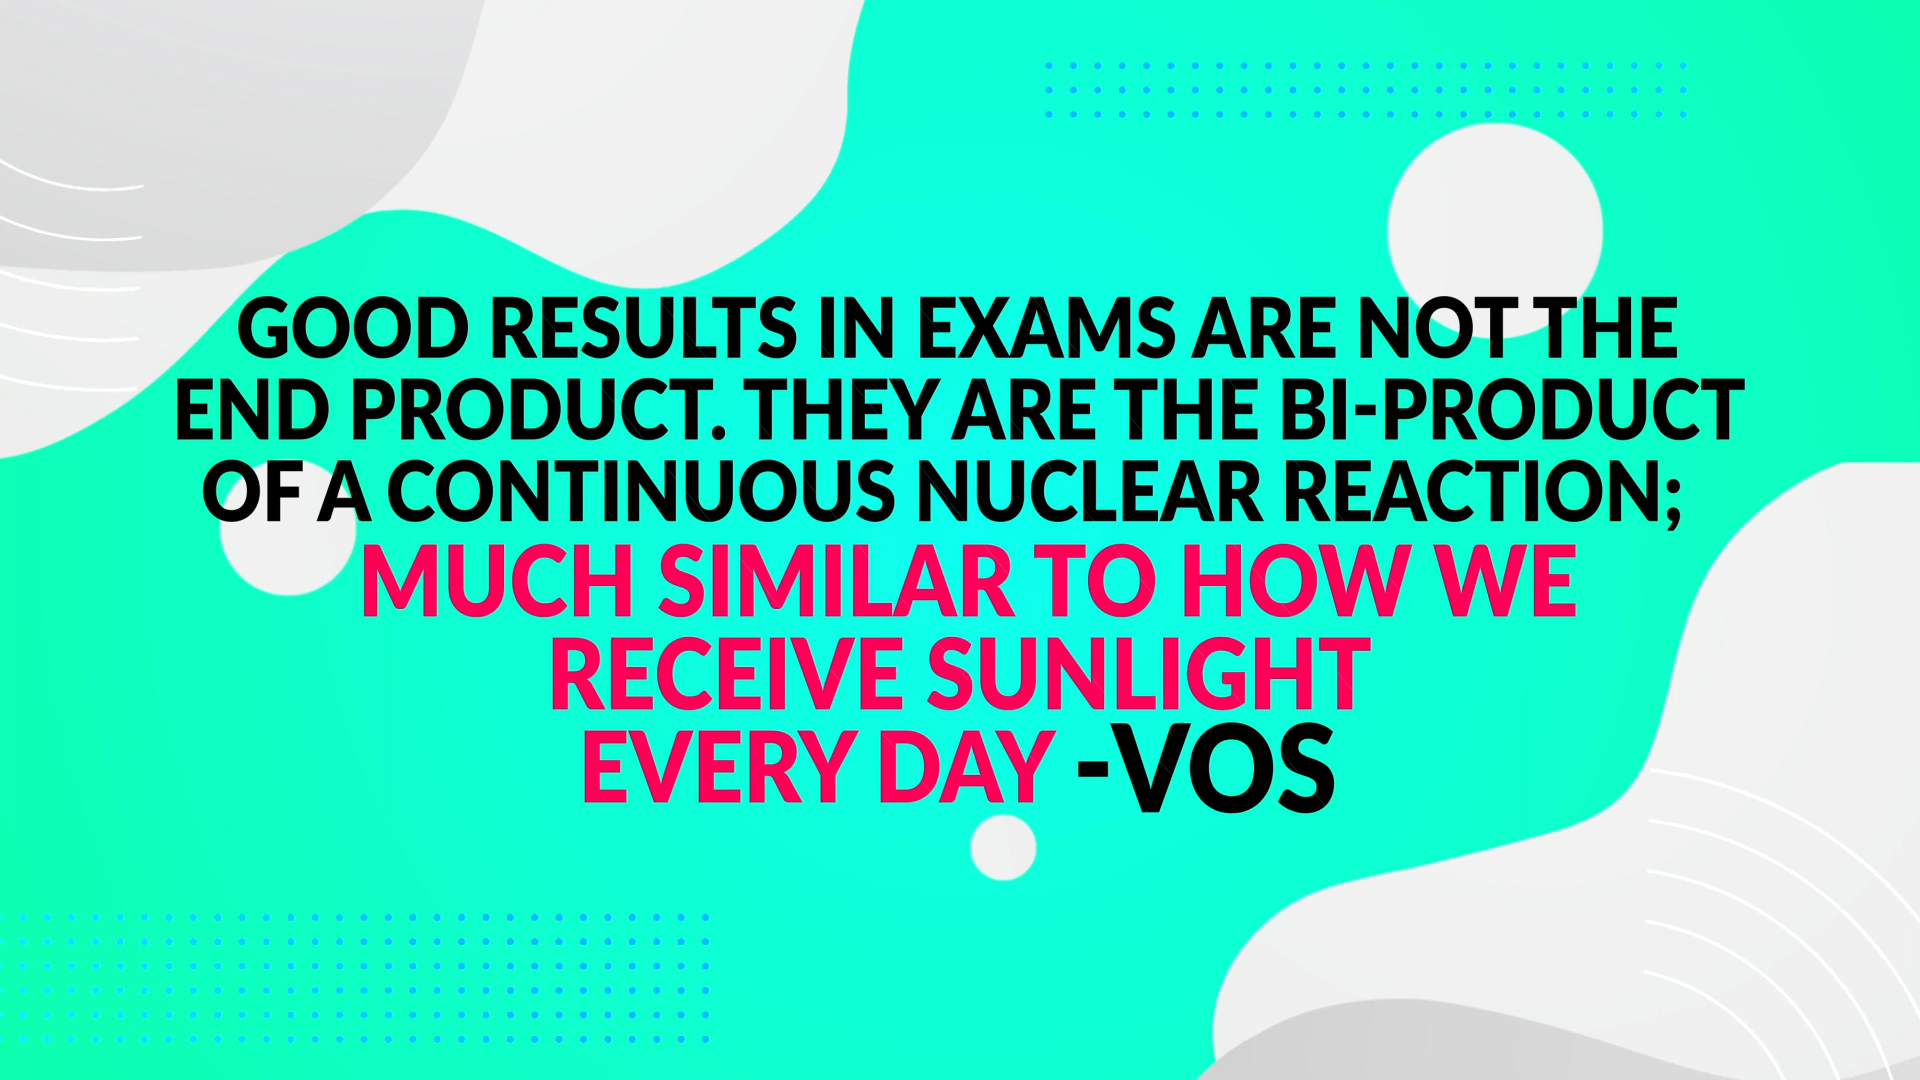 GOOD RESULTS IN EXAMS ARE NOT THE
END PRODUCT. THEY ARE THE BI-PRODUCT
OF A CONTINUOUS NUCLEAR REACTION;
MUCH SIMILAR TO HOW WE
RECEIVE SUNLIGHT
EVERY DAY -VOS